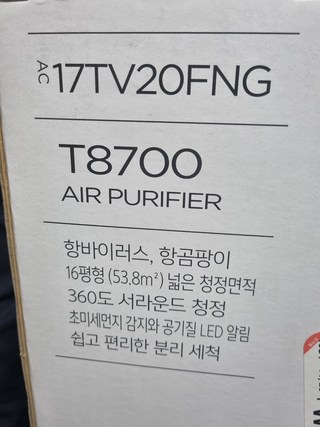 AC 17TV20FNG
T8700
AIR PURIFIER
항바이러스, 항곰팡이
16평형 (53.8m²) 넓은 청정면적
360도 서라운드 청정
초미세먼지 감지와 공기질 LED 알림
쉽고 편리한 분리 세척